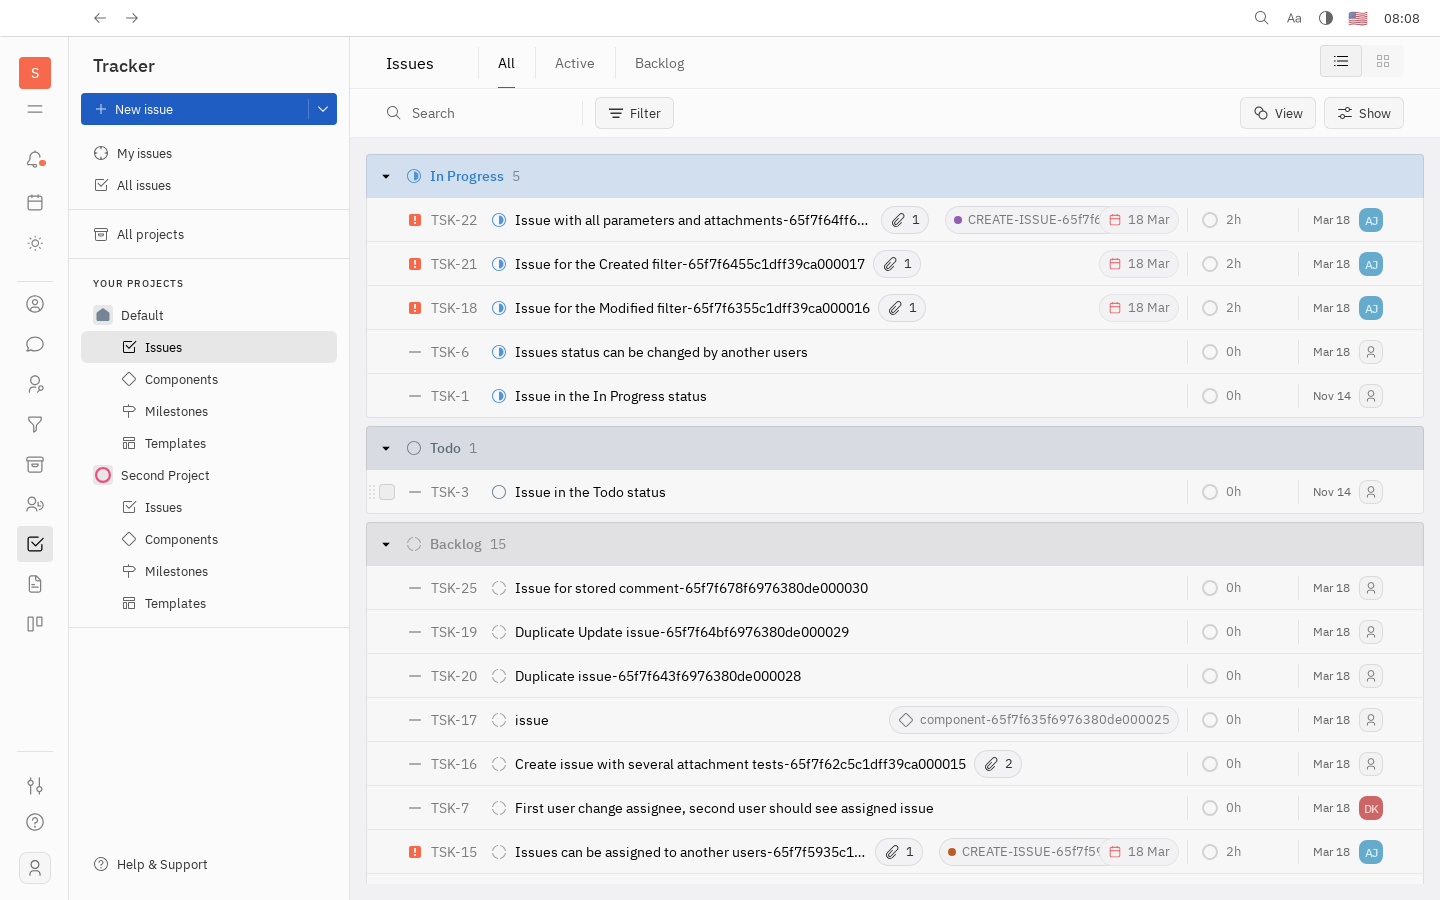 Aa 08:08
S
Tracker
New issue
My issues
All issues
All projects
YOUR PROJECTS
Default
Issues
Components
Milestones
Templates
Second Project
Issues
Components
Milestones
Templates
Help & Support
Issues All Active Backlog
Search Filter View Show
In Progress 5
TSK-22 Issue with all parameters and attachments-65f7f64ff6... 1 CREATE-ISSUE-65f7f6 18 Mar 2h Mar 18 AJ
TSK-21 Issue for the Created filter-65f7f6455c1dff39ca000017 1 18 Mar 2h Mar 18 AJ
TSK-18 Issue for the Modified filter-65f7f6355c1dff39ca000016 1 18 Mar 2h Mar 18 AJ
TSK-6 Issues status can be changed by another users 0h Mar 18
TSK-1 Issue in the In Progress status 0h Nov 14
Todo 1
TSK-3 Issue in the Todo status 0h Nov 14
Backlog 15
TSK-25 Issue for stored comment-65f7f678f6976380de000030 0h Mar 18
TSK-19 Duplicate Update issue-65f7f64bf6976380de000029 0h Mar 18
TSK-20 Duplicate issue-65f7f643f6976380de000028 0h Mar 18
TSK-17 issue component-65f7f635f6976380de000025 0h Mar 18
TSK-16 Create issue with several attachment tests-65f7f62c5c1dff39ca000015 2 0h Mar 18
TSK-7 First user change assignee, second user should see assigned issue 0h Mar 18 DK
TSK-15 Issues can be assigned to another users-65f7f5935c1... 1 CREATE-ISSUE-65f7f59 18 Mar 2h Mar 18 AJ